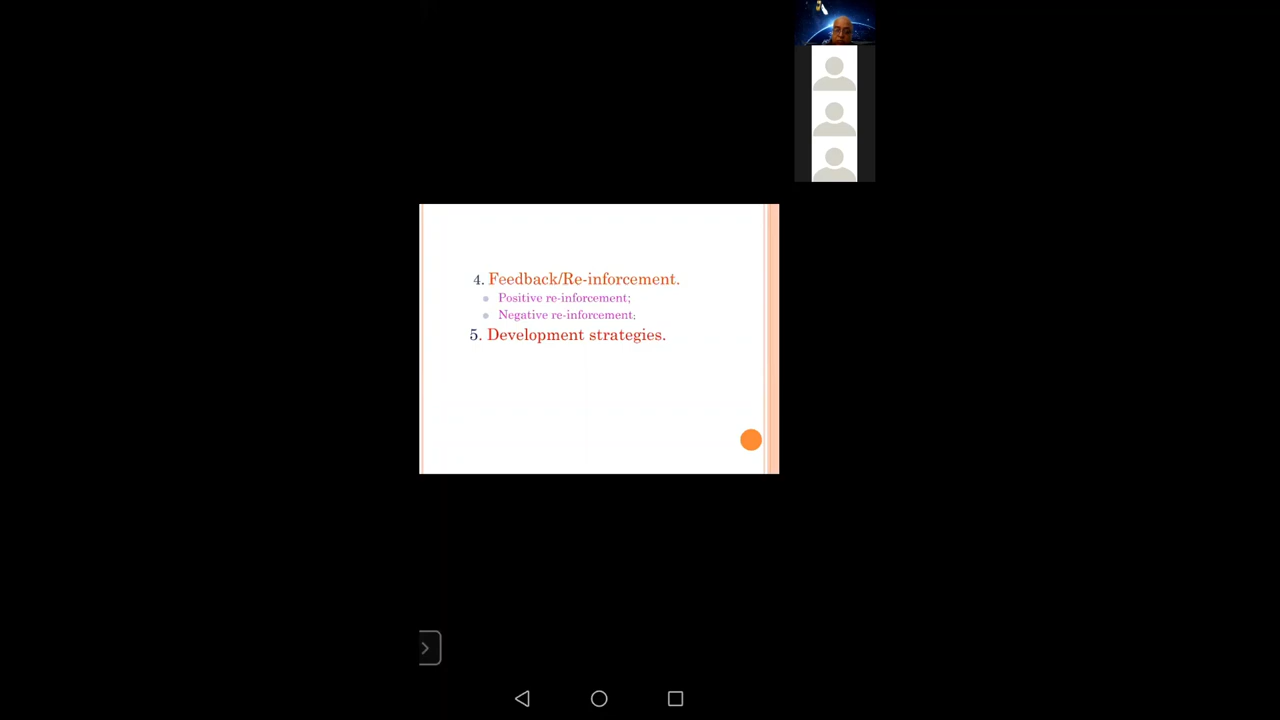 4. Feedback/Re-inforcement.
Positive re-inforcement;
Negative re-inforcement;
5. Development strategies.